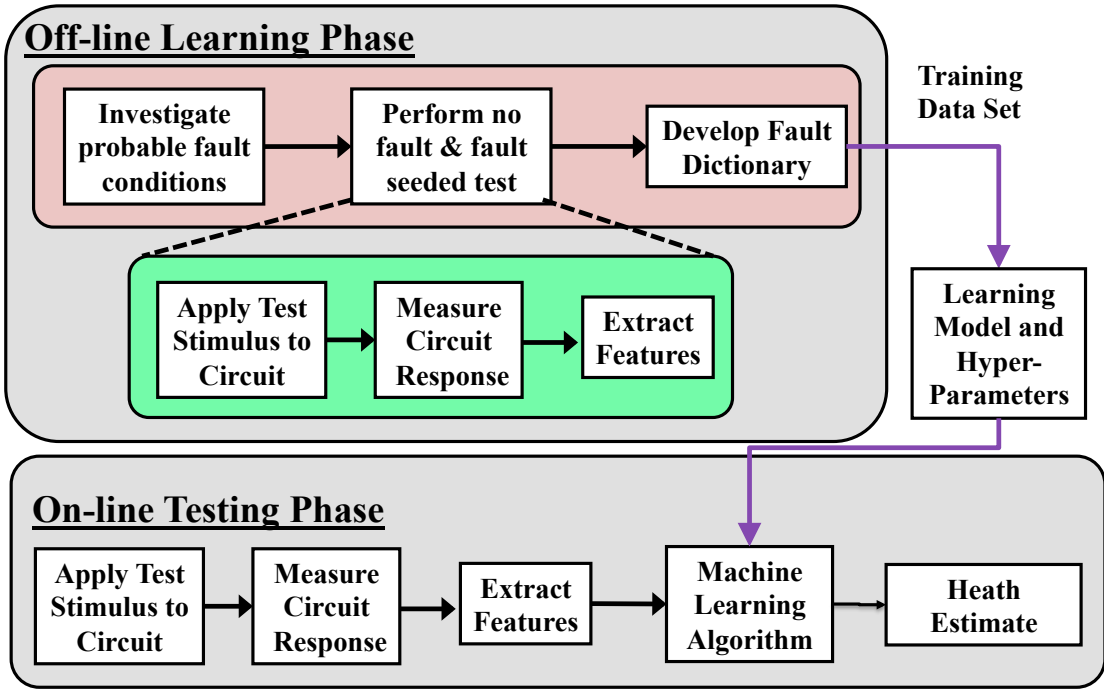 Off-line Learning Phase
Investigate
probable fault
conditions
Perform no
fault & fault
seeded test
Develop Fault
Dictionary
Training
Data Set
Apply Test
Stimulus to
Circuit
Measure
Circuit
Response
Extract
Features
Learning
Model and
Hyper-
Parameters
On-line Testing Phase
Apply Test
Stimulus to
Circuit
Measure
Circuit
Response
Extract
Features
Machine
Learning
Algorithm
Heath
Estimate